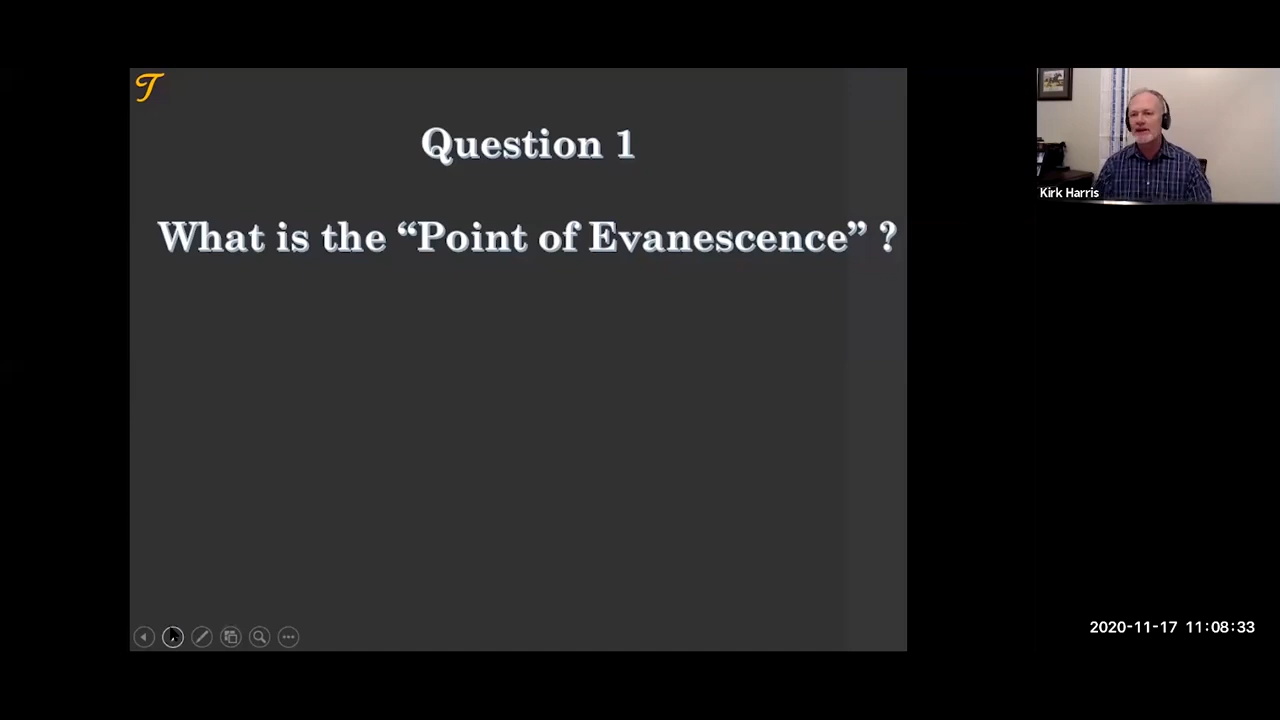 T
Question 1
What is the “Point of Evanescence” ?
Kirk Harris
2020-11-17 11:08:33